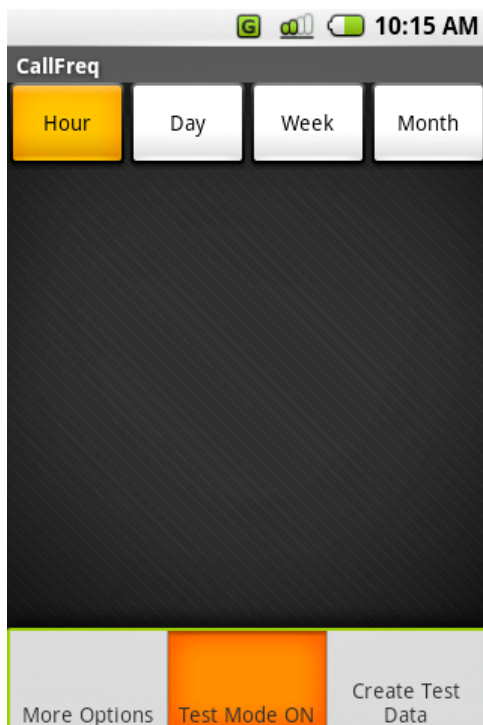 G 10:15 AM
CallFreq
Hour Day Week Month
More Options Test Mode ON Create Test
Data